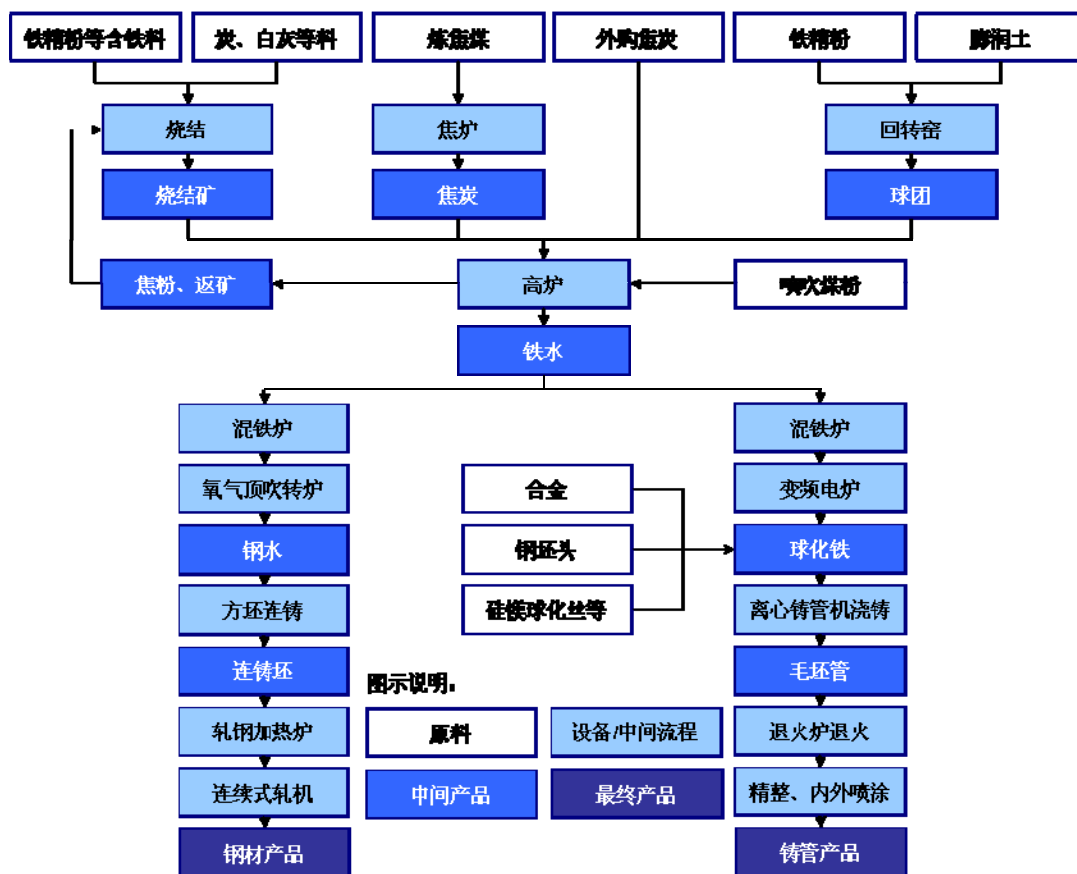 铁精粉等含铁料
炭、白灰等料
炼焦煤
外购焦炭
铁精粉
膨润土
烧结
焦炉
回转窑
烧结矿
焦炭
球团
焦粉、返矿
高炉
喷吹煤粉
铁水
混铁炉
混铁炉
氧气顶吹转炉
合金
变频电炉
钢水
钢坯头
球化铁
方坯连铸
硅镁球化丝等
离心铸管机浇铸
连铸坯
毛坯管
图示说明：
轧钢加热炉
原料
设备/中间流程
退火炉退火
连续式轧机
中间产品
最终产品
精整、内外喷涂
钢材产品
铸管产品